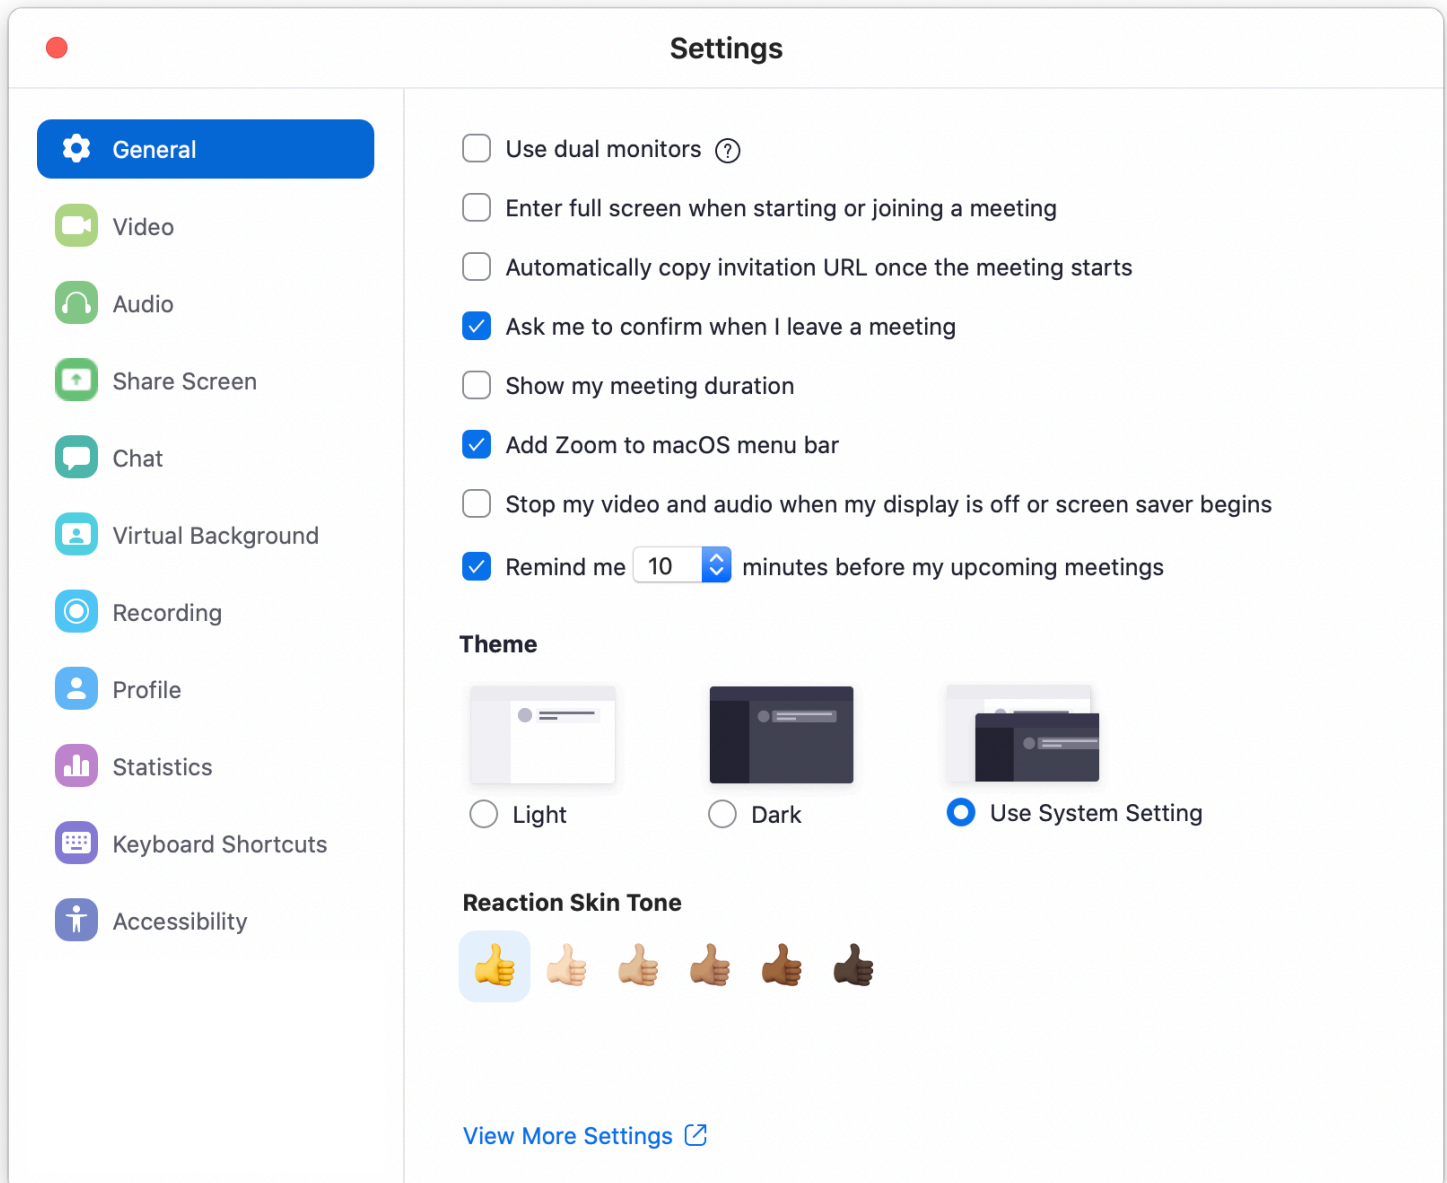 Settings
General
Video
Audio
Share Screen
Chat
Virtual Background
Recording
Profile
Statistics
Keyboard Shortcuts
Accessibility
Use dual monitors ?
Enter full screen when starting or joining a meeting
Automatically copy invitation URL once the meeting starts
Ask me to confirm when I leave a meeting
Show my meeting duration
Add Zoom to macOS menu bar
Stop my video and audio when my display is off or screen saver begins
Remind me 10 minutes before my upcoming meetings
Theme
Light
Dark
Use System Setting
Reaction Skin Tone
View More Settings